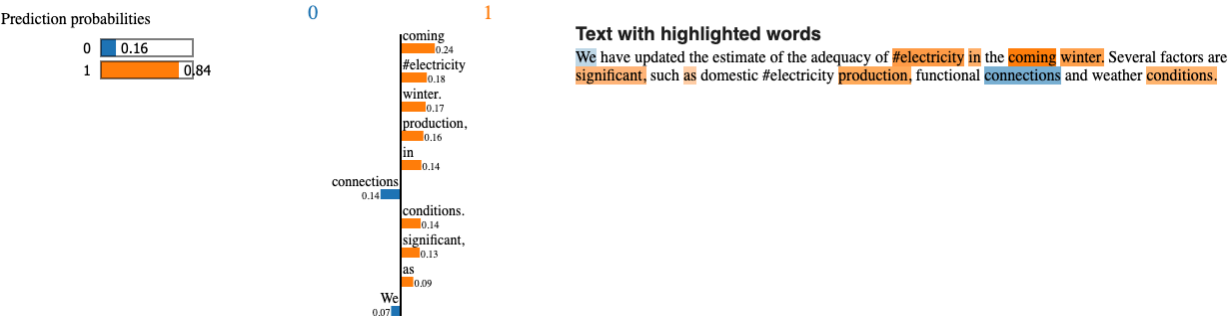 Prediction probabilities
0 0.16
1 0.84
0 1
coming
0.24
#electricity
0.18
winter.
0.17
production,
0.16
in
0.14
connections
0.14
conditions.
0.14
significant,
0.13
as
0.09
We
0.07
Text with highlighted words
We have updated the estimate of the adequacy of #electricity in the coming winter. Several factors are
significant, such as domestic #electricity production, functional connections and weather conditions.